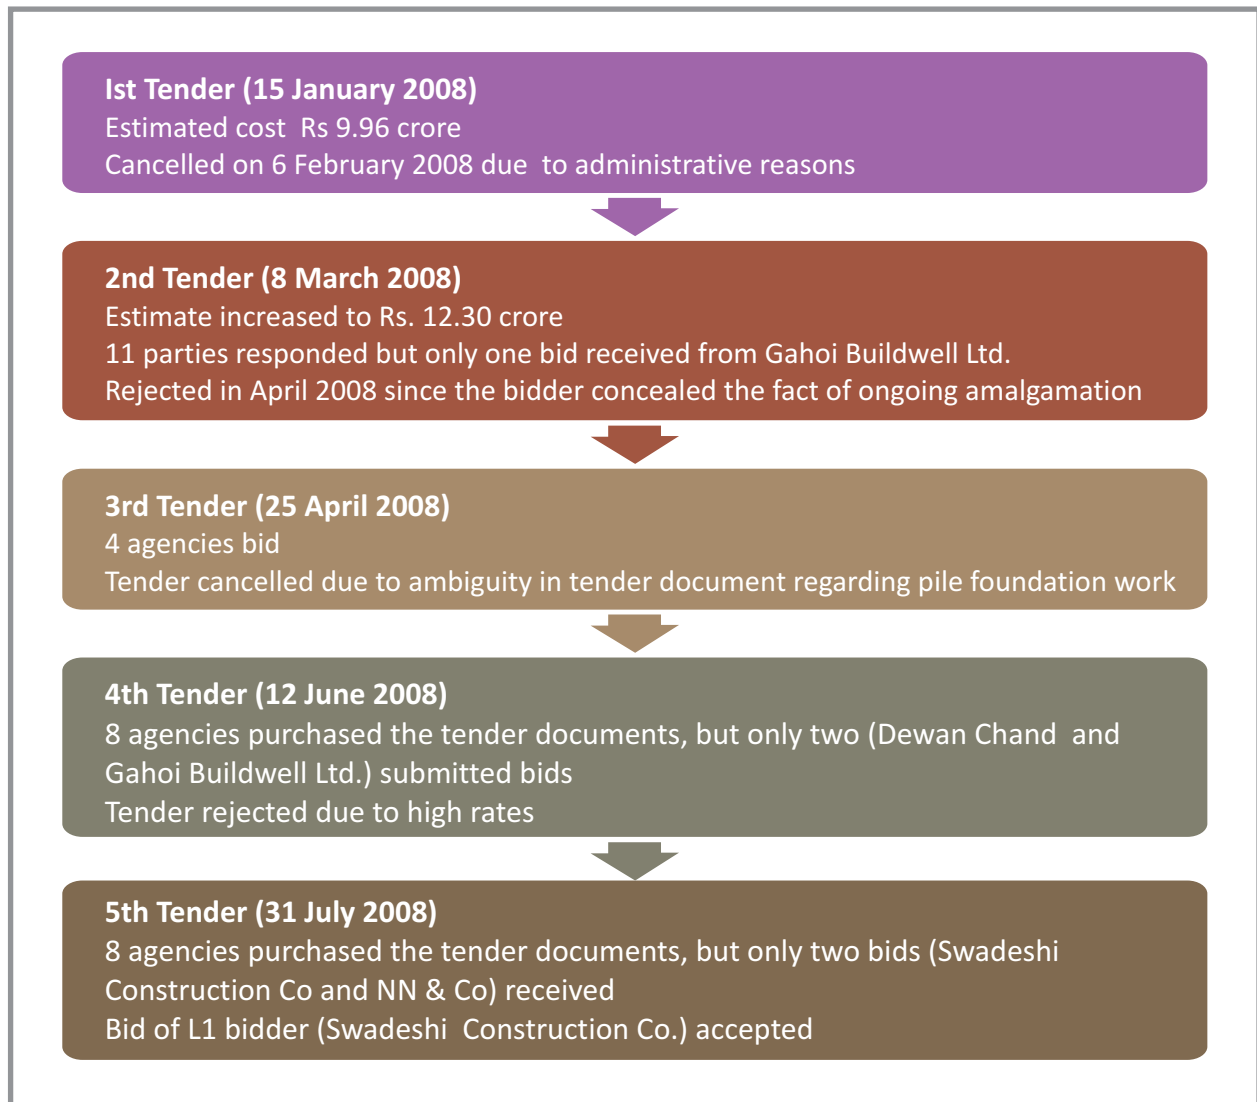 Ist Tender (15 January 2008)
Estimated cost Rs 9.96 crore
Cancelled on 6 February 2008 due to administrative reasons
2nd Tender (8 March 2008)
Estimate increased to Rs. 12.30 crore
11 parties responded but only one bid received from Gahoi Buildwell Ltd.
Rejected in April 2008 since the bidder concealed the fact of ongoing amalgamation
3rd Tender (25 April 2008)
4 agencies bid
Tender cancelled due to ambiguity in tender document regarding pile foundation work
4th Tender (12 June 2008)
8 agencies purchased the tender documents, but only two (Dewan Chand and
Gahoi Buildwell Ltd.) submitted bids
Tender rejected due to high rates
5th Tender (31 July 2008)
8 agencies purchased the tender documents, but only two bids (Swadeshi
Construction Co and NN & Co) received
Bid of L1 bidder (Swadeshi Construction Co.) accepted